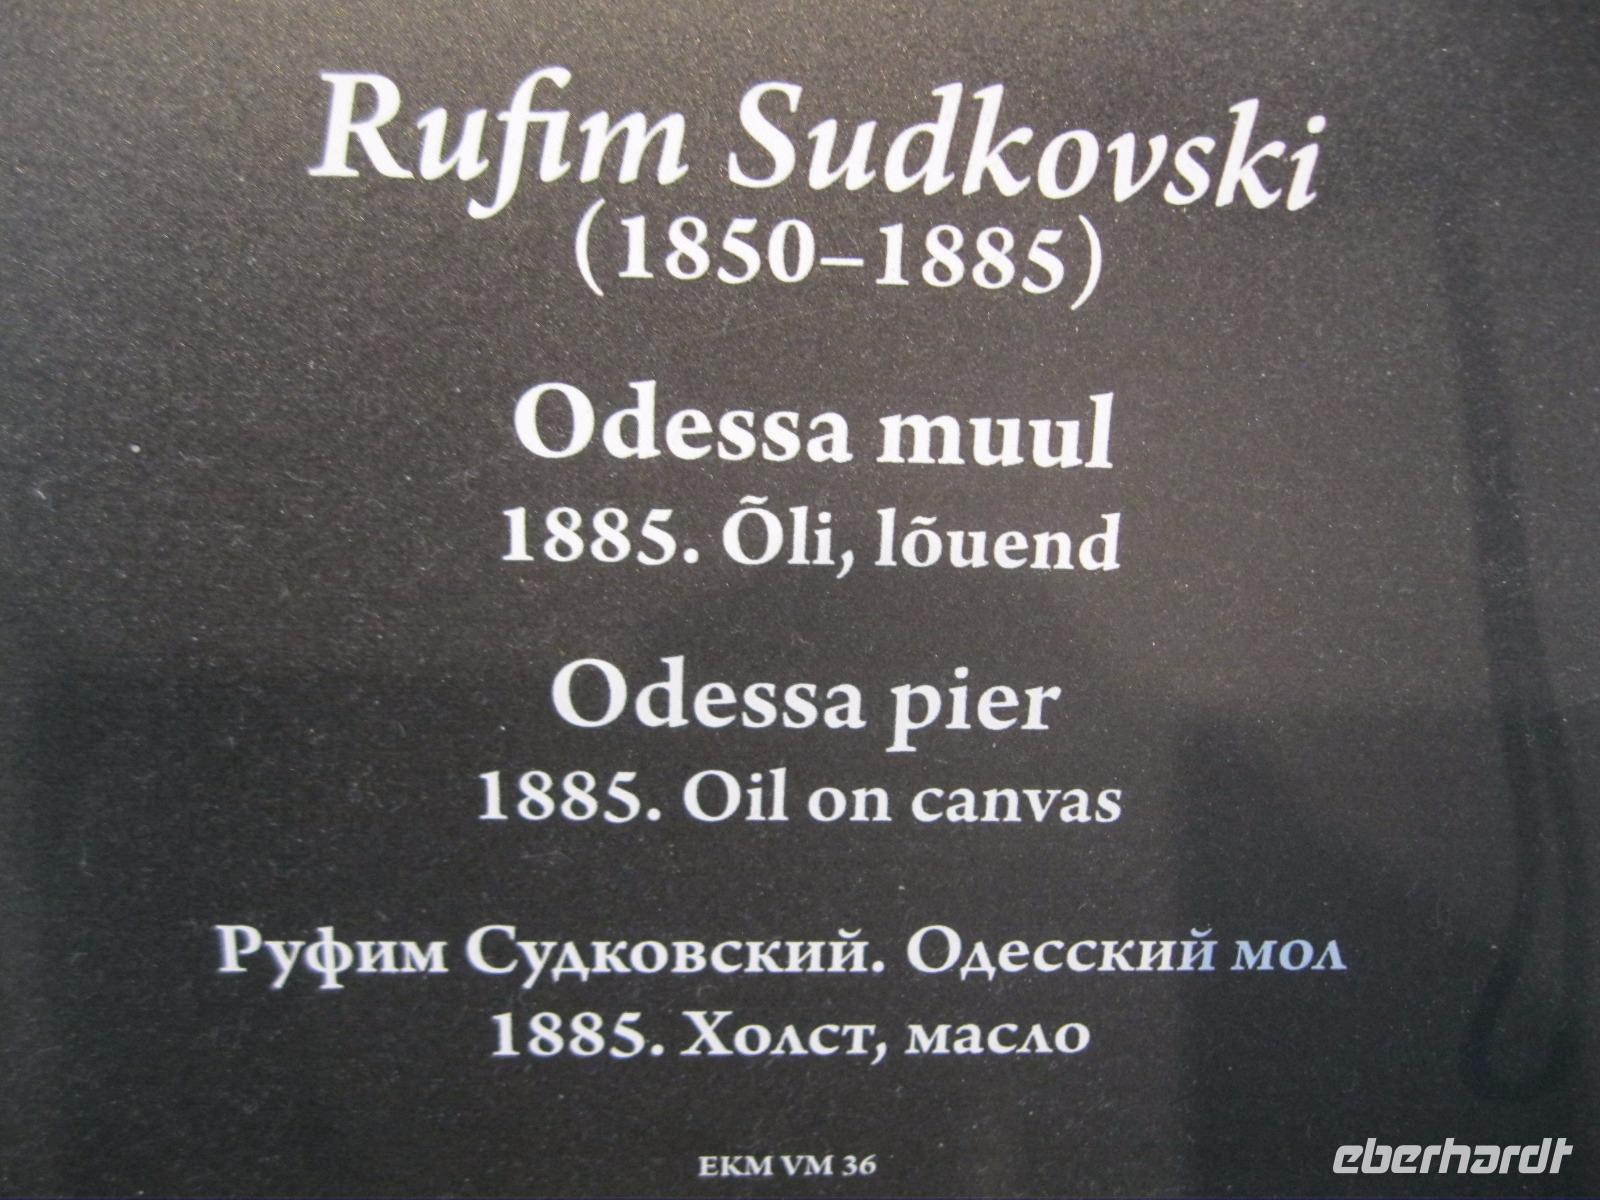 Rufim Sudkovski
(1850–1885)
Odessa muul
1885. Õli, lõuend
Odessa pier
1885. Oil on canvas
Руфим Судковский. Одесский мол
1885. Холст, масло
EKM VM 36
eberhardt